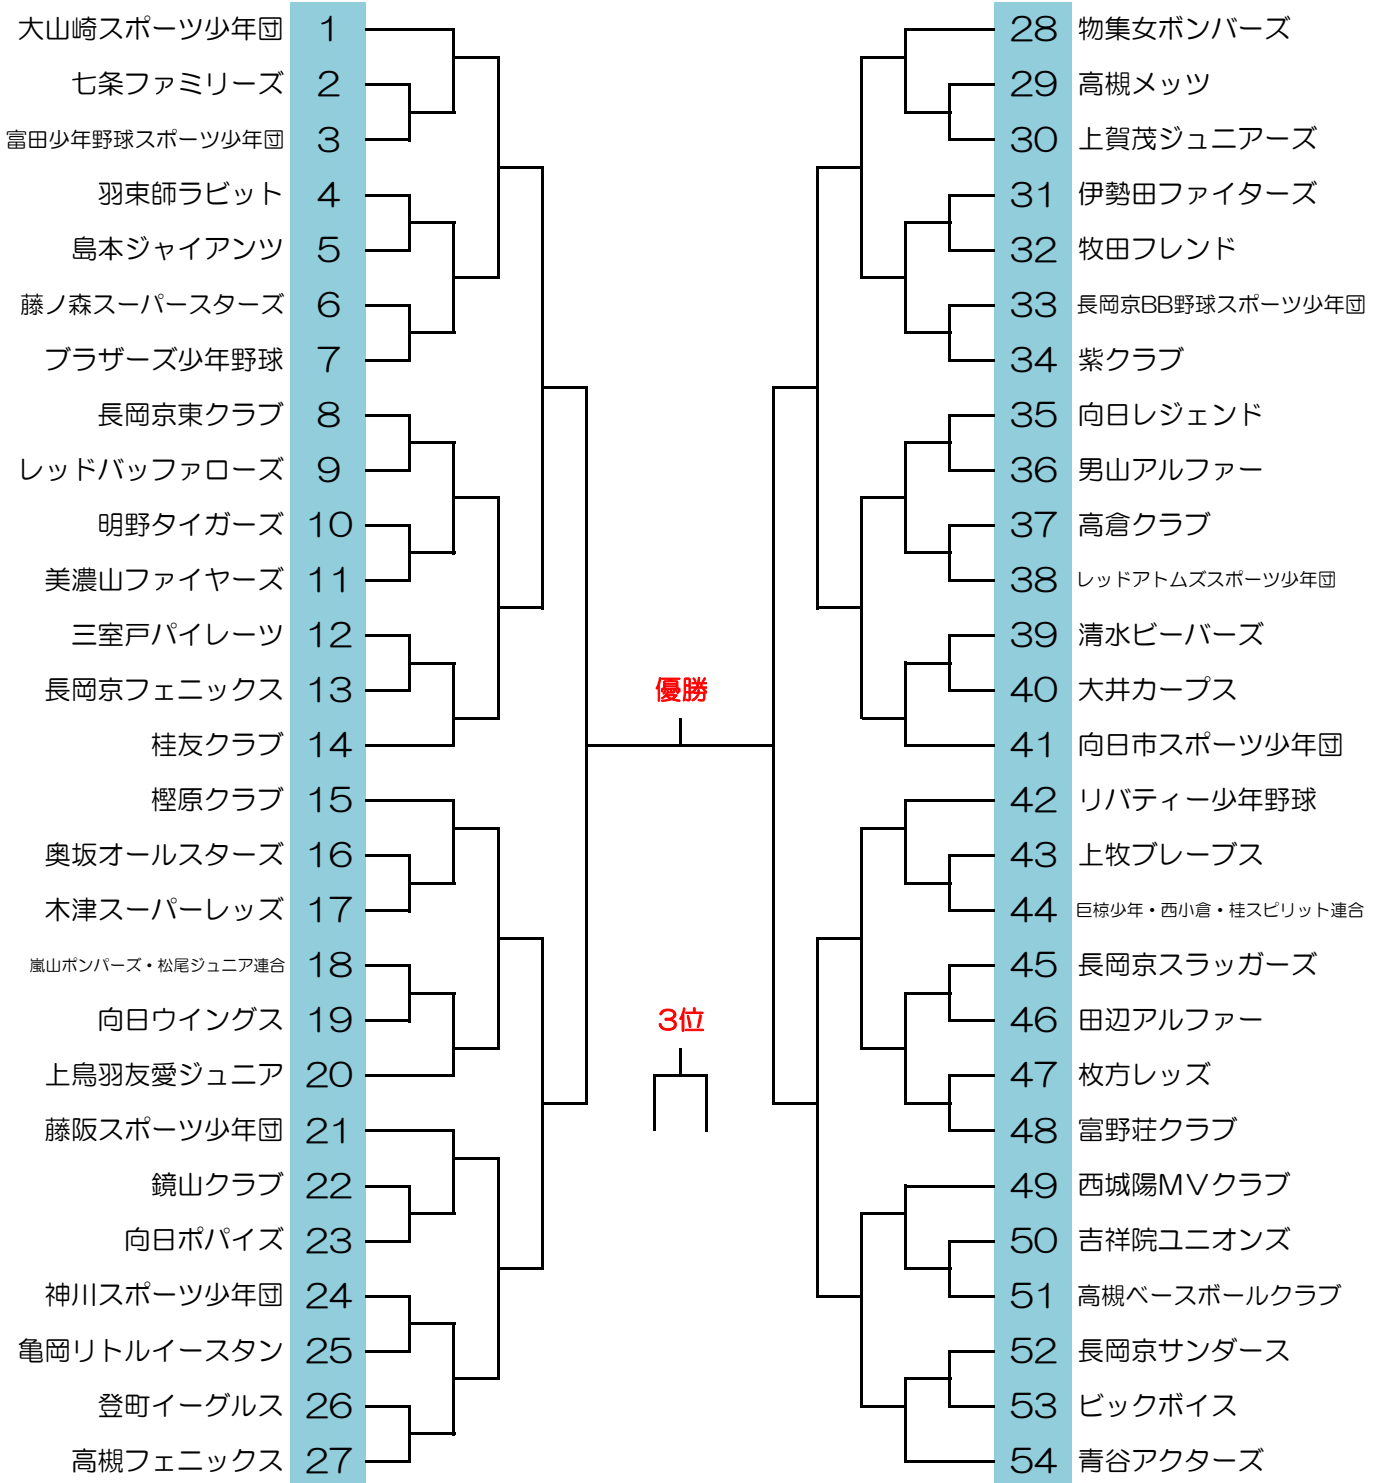 大山崎スポーツ少年団 1
七条ファミリーズ 2
富田少年野球スポーツ少年団 3
羽束師ラビット 4
島本ジャイアンツ 5
藤ノ森スーパースターズ 6
ブラザーズ少年野球 7
長岡京東クラブ 8
レッドバッファローズ 9
明野タイガーズ 10
美濃山ファイヤーズ 11
三室戸パイレーツ 12
長岡京フェニックス 13
桂友クラブ 14
樫原クラブ 15
奥坂オールスターズ 16
木津スーパーレッズ 17
嵐山ボンバーズ・松尾ジュニア連合 18
向日ウイングス 19
上鳥羽友愛ジュニア 20
藤阪スポーツ少年団 21
鏡山クラブ 22
向日ポパイズ 23
神川スポーツ少年団 24
亀岡リトルイースタン 25
登町イーグルス 26
高槻フェニックス 27
優勝
3位
28 物集女ボンバーズ
29 高槻メッツ
30 上賀茂ジュニアーズ
31 伊勢田ファイターズ
32 牧田フレンド
33 長岡京BB野球スポーツ少年団
34 紫クラブ
35 向日レジェンド
36 男山アルファー
37 高倉クラブ
38 レッドアトムズスポーツ少年団
39 清水ビーバーズ
40 大井カープス
41 向日市スポーツ少年団
42 リバティー少年野球
43 上牧ブレーブス
44 巨椋少年・西小倉・桂スピリット連合
45 長岡京スラッガーズ
46 田辺アルファー
47 枚方レッズ
48 富野荘クラブ
49 西城陽MVクラブ
50 吉祥院ユニオンズ
51 高槻ベースボールクラブ
52 長岡京サンダース
53 ビックボイス
54 青谷アクターズ